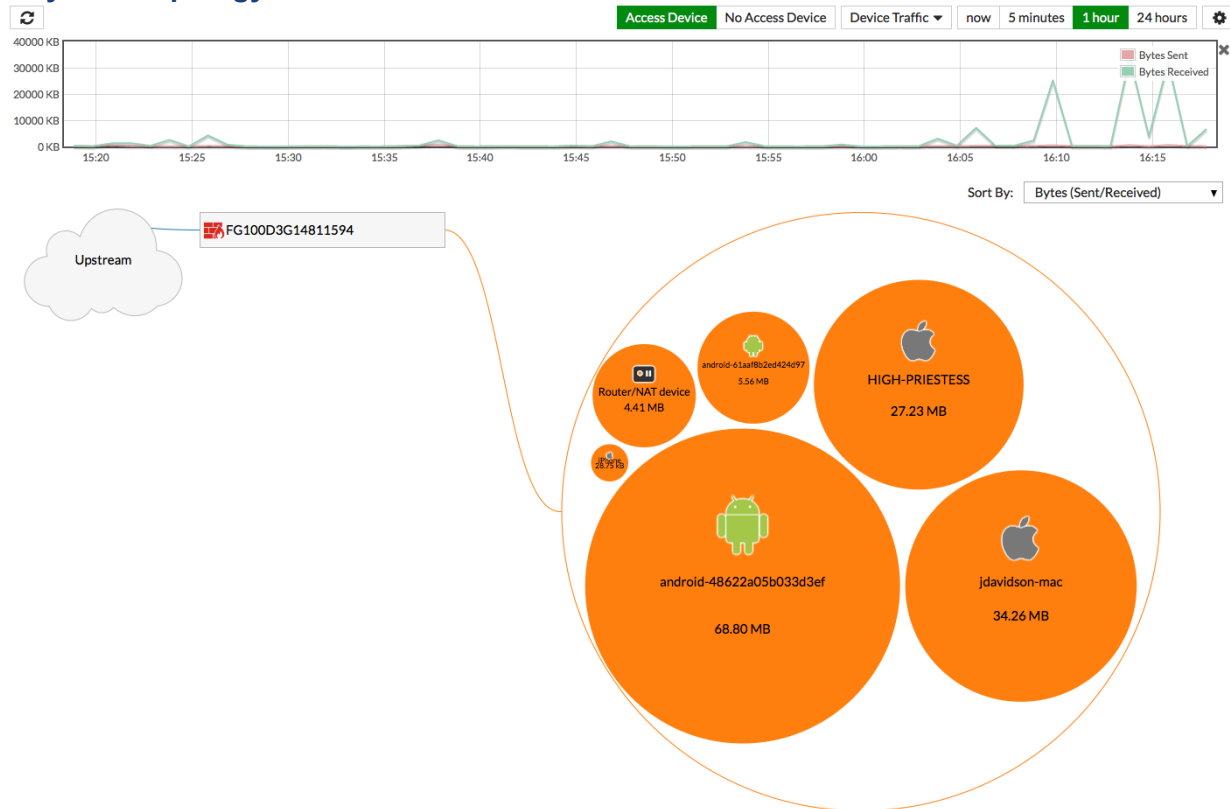 Access Device No Access Device Device Traffic ▼ now 5 minutes 1 hour 24 hours
40000 KB
30000 KB
20000 KB
10000 KB
0 KB
Bytes Sent
Bytes Received
15:20 15:25 15:30 15:35 15:40 15:45 15:50 15:55 16:00 16:05 16:10 16:15
Sort By: Bytes (Sent/Received) ▼
Upstream
FG100D3G14811594
android-61aaf8b2ed424d97
5.56 MB
Router/NAT device
4.41 MB
HIGH-PRIESTESS
27.23 MB
iPhone
28.75 kB
android-48622a05b033d3ef
68.80 MB
jdavidson-mac
34.26 MB